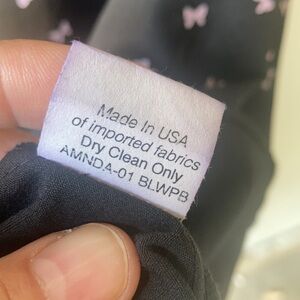 Made In USA
of imported fabrics
Dry Clean Only
AMNDA-01 BLWPB